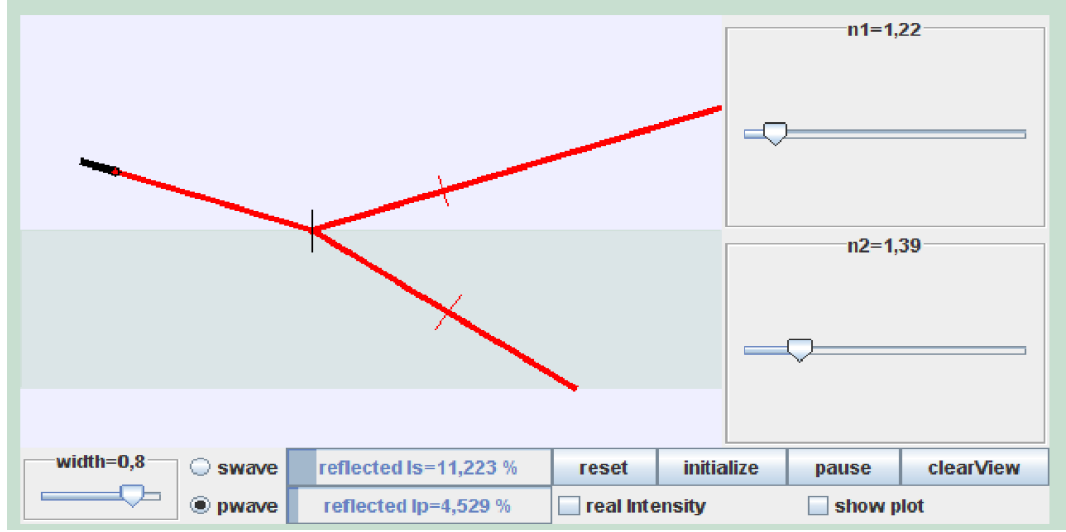 n1=1,22
n2=1,39
width=0,8
swave
reflected Is=11,223 %
reset
initialize
pause
clearView
pwave
reflected Ip=4,529 %
real Intensity
show plot